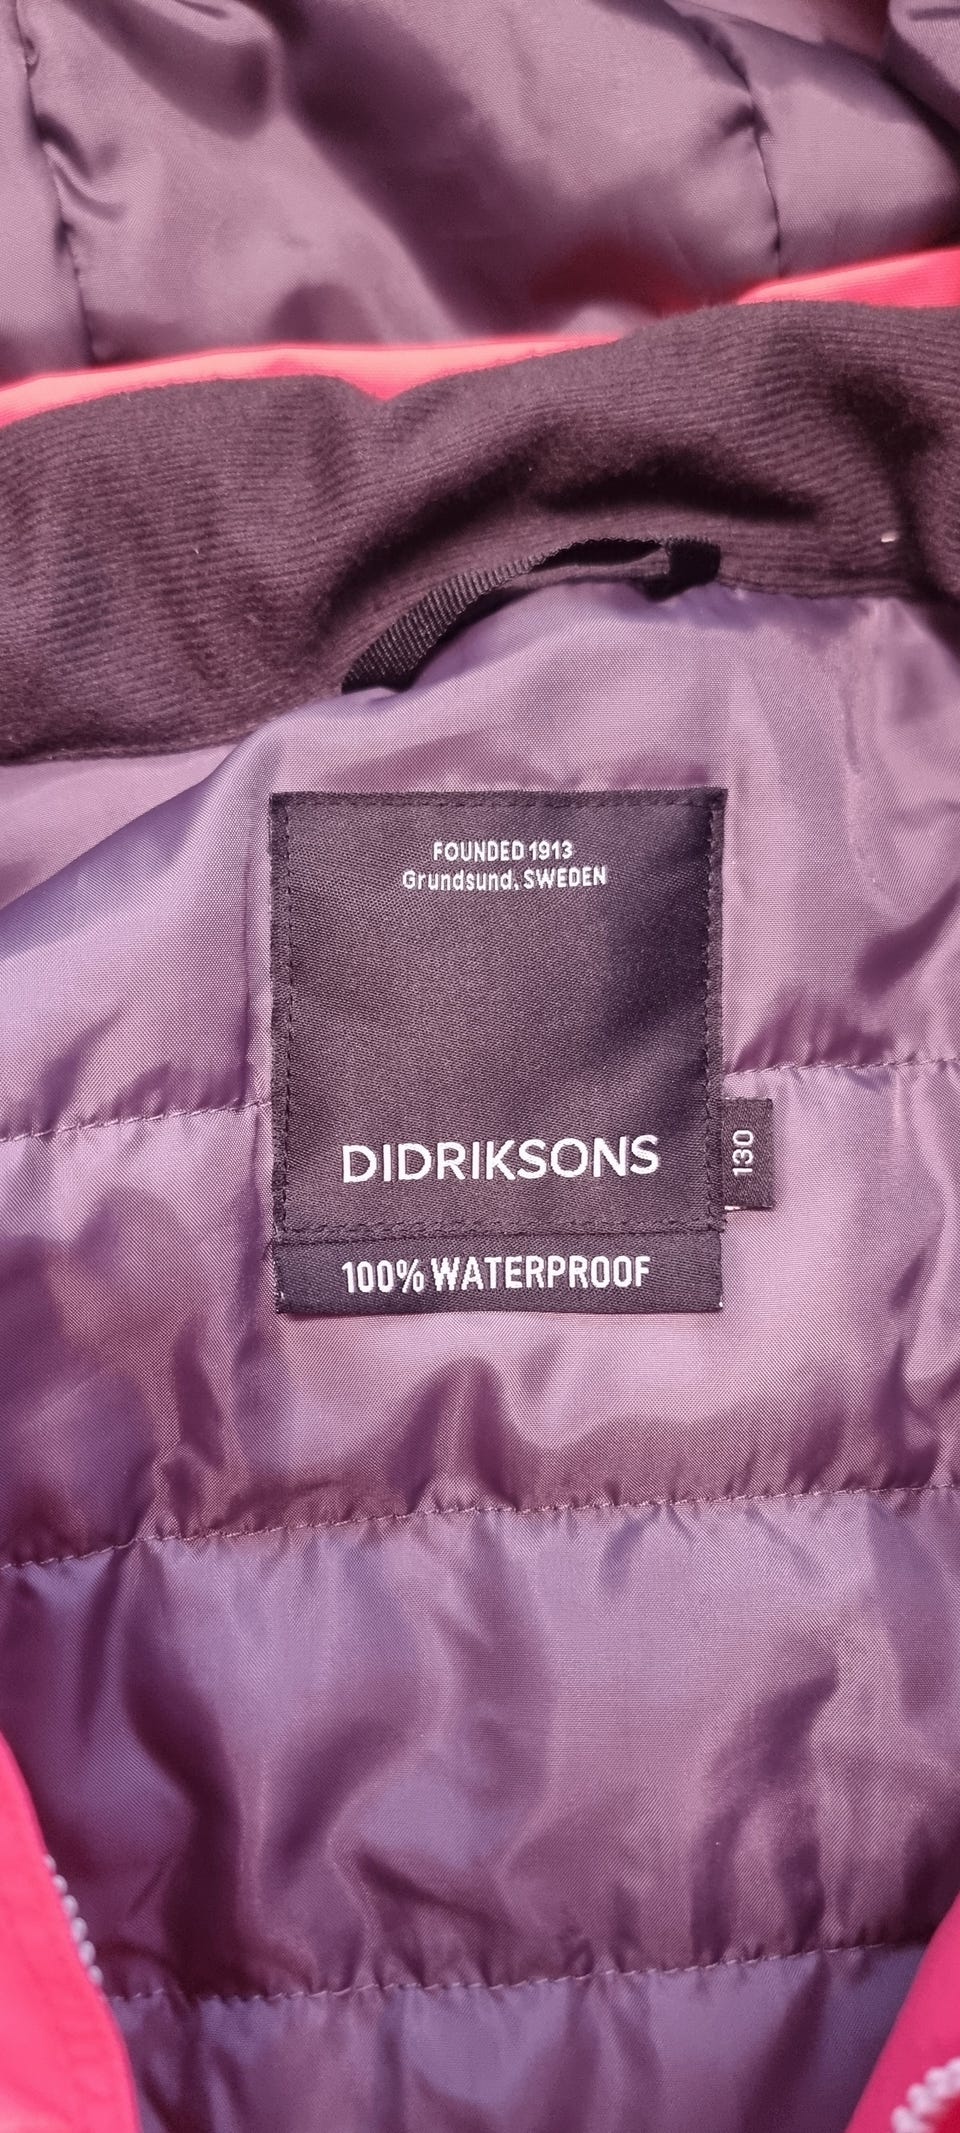 FOUNDED 1913
Grundsund, SWEDEN
DIDRIKSONS
130
100% WATERPROOF